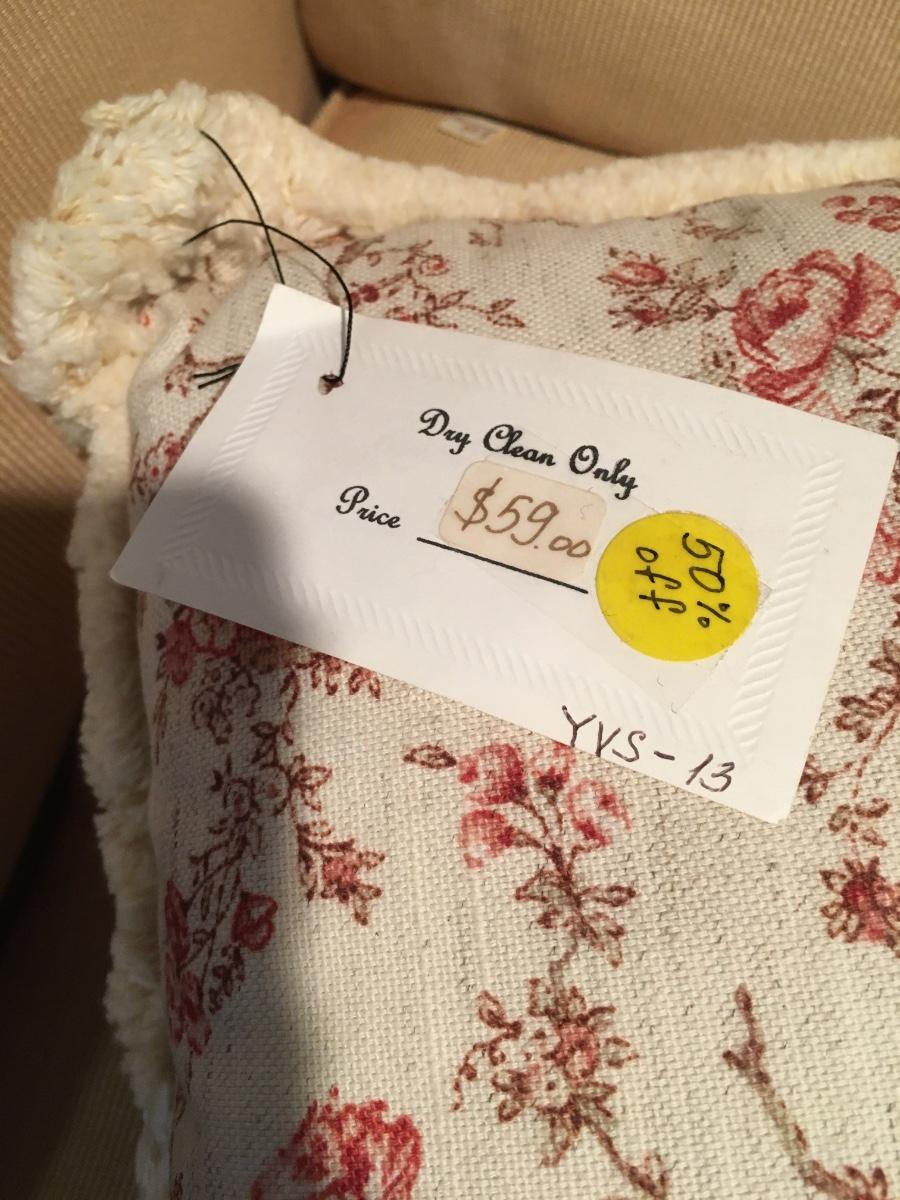 Dry Clean Only
Price $59.00
50%
off
YVS-13